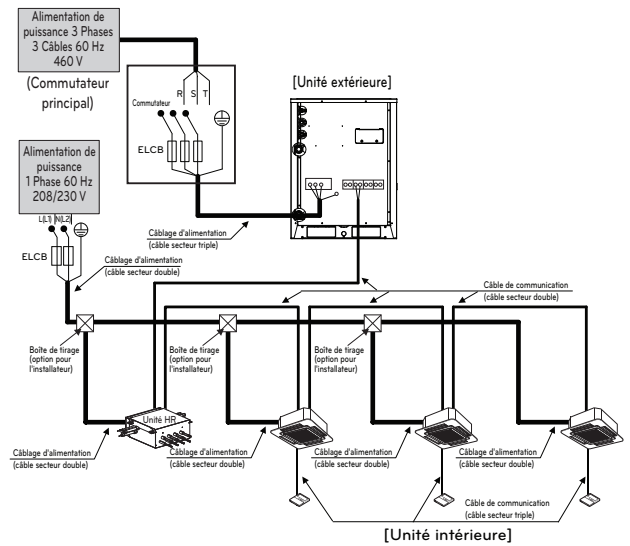 Alimentation de
puissance 3 Phases
3 Câbles 60 Hz
460 V
(Commutateur
principal)
R S T
Commutateur
ELCB
[Unité extérieure]
Alimentation de
puissance
1 Phase 60 Hz
208/230 V
L(L1) N(L2)
ELCB
Câblage d'alimentation
(câble secteur triple)
Câblage d'alimentation
(câble secteur double)
Câble de communication
(câble secteur double)
Boîte de tirage
(option pour
l'installateur)
Boîte de tirage
(option pour
l'installateur)
Boîte de tirage
(option pour
l'installateur)
Unité HR
Câblage d'alimentation
(câble secteur double)
Câblage d'alimentation
(câble secteur double)
Câblage d'alimentation
(câble secteur double)
Câblage d'alimentation
(câble secteur double)
Câble de communication
(câble secteur triple)
[Unité intérieure]